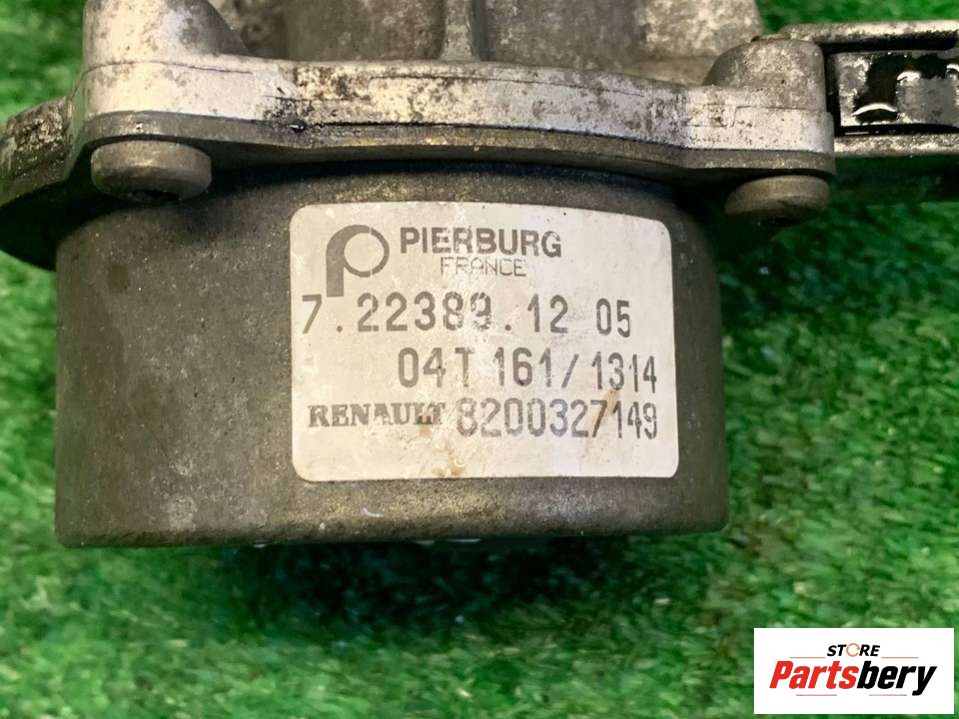 PIERBURG
FRANCE
7.22389.12 05
04T 161/1314
RENAULT 8200327149
STORE
Partsbery